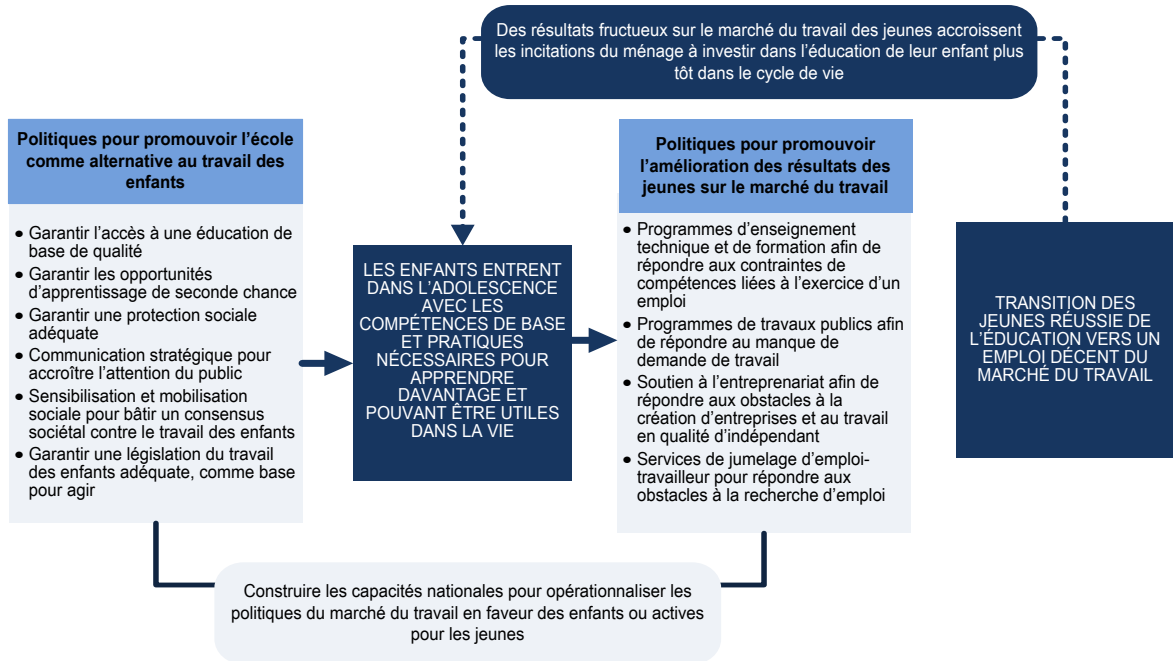 Des résultats fructueux sur le marché du travail des jeunes accroissent
les incitations du ménage à investir dans l'éducation de leur enfant plus
tôt dans le cycle de vie
Politiques pour promouvoir l'école
comme alternative au travail des
enfants
• Garantir l'accès à une éducation de
base de qualité
• Garantir les opportunités
d'apprentissage de seconde chance
• Garantir une protection sociale
adéquate
• Communication stratégique pour
accroître l'attention du public
• Sensibilisation et mobilisation
sociale pour bâtir un consensus
sociétal contre le travail des enfants
• Garantir une législation du travail
des enfants adéquate, comme base
pour agir
LES ENFANTS ENTRENT
DANS L'ADOLESCENCE
AVEC LES
COMPÉTENCES DE BASE
ET PRATIQUES
NÉCESSAIRES POUR
APPRENDRE
DAVANTAGE ET
POUVANT ÊTRE UTILES
DANS LA VIE
Politiques pour promouvoir
l'amélioration des résultats des
jeunes sur le marché du travail
• Programmes d'enseignement
technique et de formation afin de
répondre aux contraintes de
compétences liées à l'exercice d'un
emploi
• Programmes de travaux publics afin
de répondre au manque de
demande de travail
• Soutien à l'entreprenariat afin de
répondre aux obstacles à la
création d'entreprises et au travail
en qualité d'indépendant
• Services de jumelage d'emploi-
travailleur pour répondre aux
obstacles à la recherche d'emploi
TRANSITION DES
JEUNES RÉUSSIE DE
L'ÉDUCATION VERS UN
EMPLOI DÉCENT DU
MARCHÉ DU TRAVAIL
Construire les capacités nationales pour opérationnaliser les
politiques du marché du travail en faveur des enfants ou actives
pour les jeunes